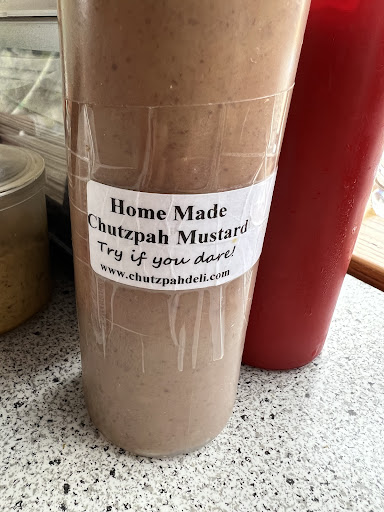 Home Made
Chutzpah Mustard
Try if you dare!
www.chutzpahdeli.com